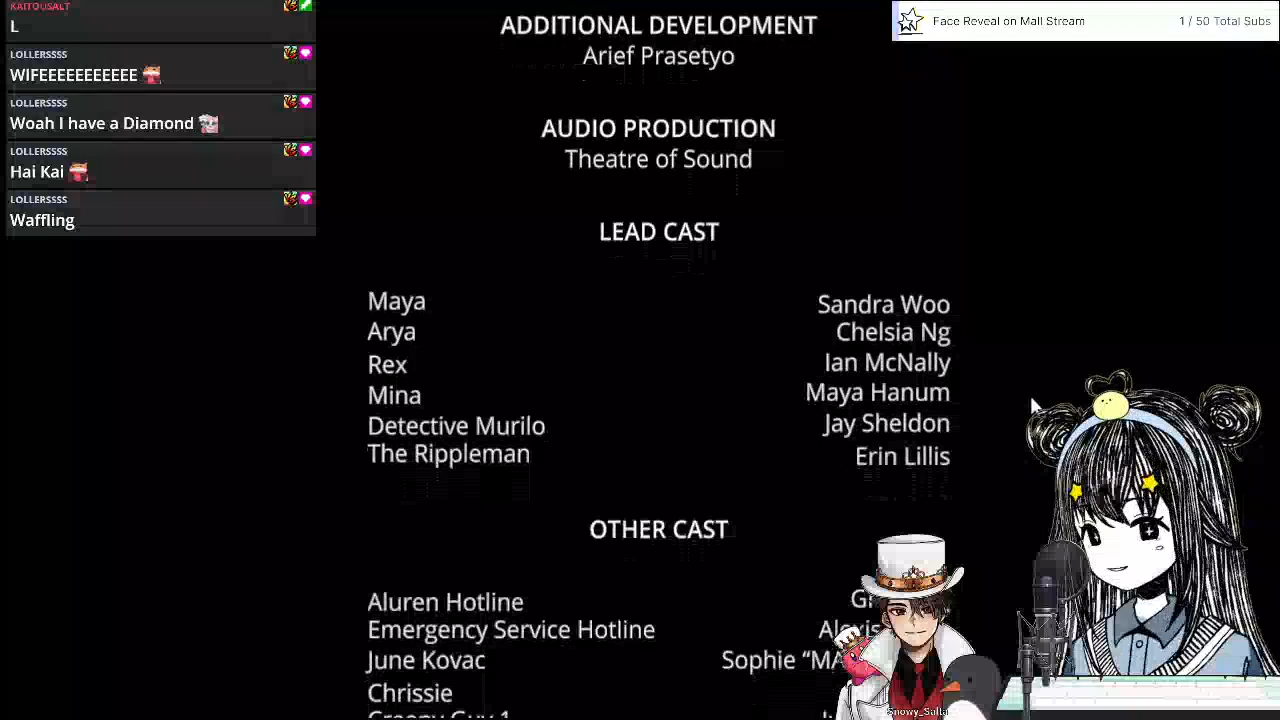 KAITOUSALT
L
LOLLERSSSS
WIFEEEEEEEEEEE
LOLLERSSSS
Woah I have a Diamond
LOLLERSSSS
Hai Kai
LOLLERSSSS
Waffling
Face Reveal on Mall Stream 1 / 50 Total Subs
ADDITIONAL DEVELOPMENT
Arief Prasetyo
AUDIO PRODUCTION
Theatre of Sound
LEAD CAST
Maya Sandra Woo
Arya Chelsia Ng
Rex Ian McNally
Mina Maya Hanum
Detective Murilo Jay Sheldon
The Rippleman Erin Lillis
OTHER CAST
Aluren Hotline
Emergency Service Hotline
June Kovac Sophie
Chrissie
Creepy Guy 1